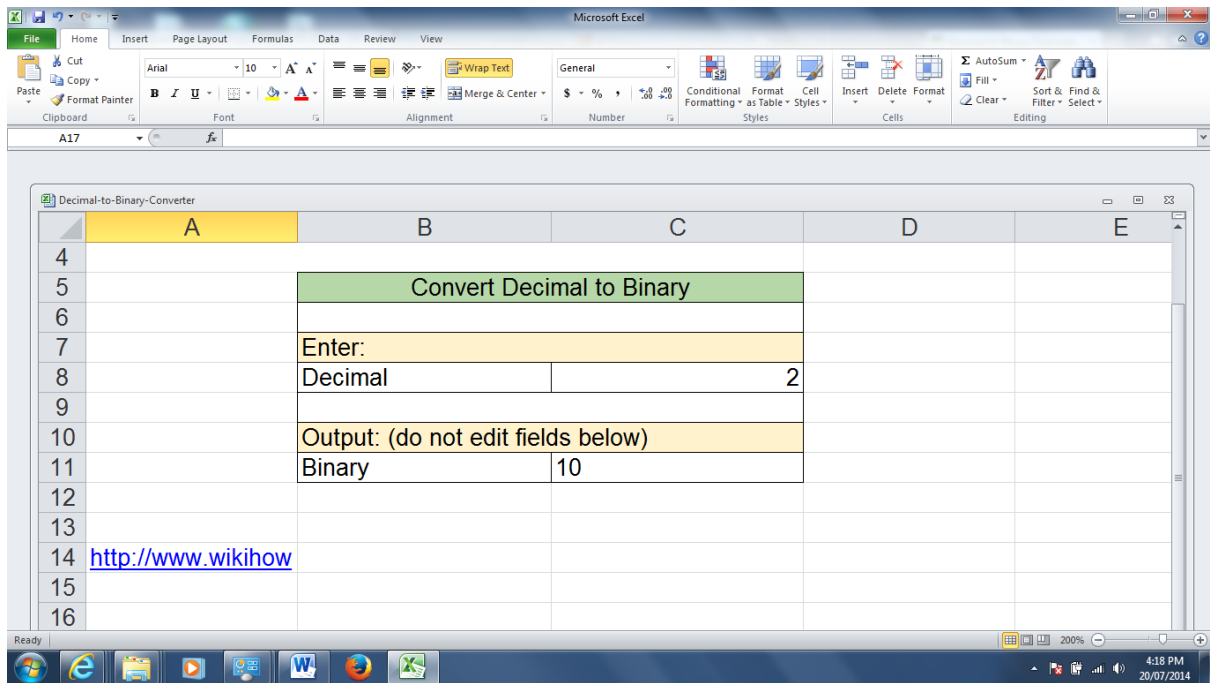 Microsoft Excel
File Home Insert Page Layout Formulas Data Review View
Paste
Cut
Copy
Format Painter
Clipboard
Arial 10
B I U
Font
Wrap Text
Merge & Center
Alignment
General
$ % , .00 .00
Number
Conditional Formatting
Format as Table
Cell Styles
Styles
Insert Delete Format
Cells
Σ AutoSum
Fill
Clear
Sort & Filter
Find & Select
Editing
A17 fx
Decimal-to-Binary-Converter
A B C D E
4
5 Convert Decimal to Binary
6
7 Enter:
8 Decimal 2
9
10 Output: (do not edit fields below)
11 Binary 10
12
13
14 http://www.wikihow
15
16
Ready 200%
4:18 PM
20/07/2014